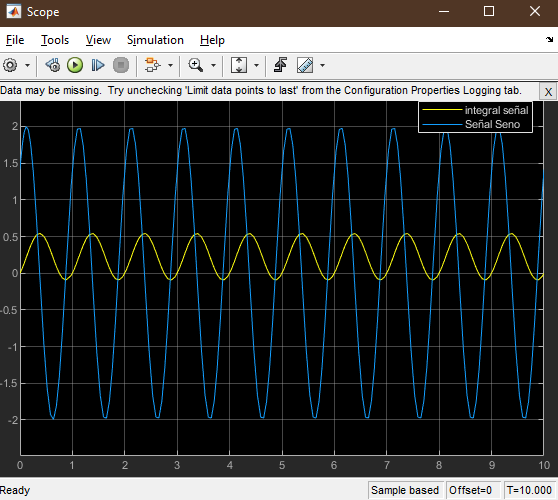 Scope
File Tools View Simulation Help
Data may be missing. Try unchecking 'Limit data points to last' from the Configuration Properties Logging tab. X
integral señal
Señal Seno
2
1.5
1
0.5
0
-0.5
-1
-1.5
-2
0 1 2 3 4 5 6 7 8 9 10
Ready Sample based Offset=0 T=10.000